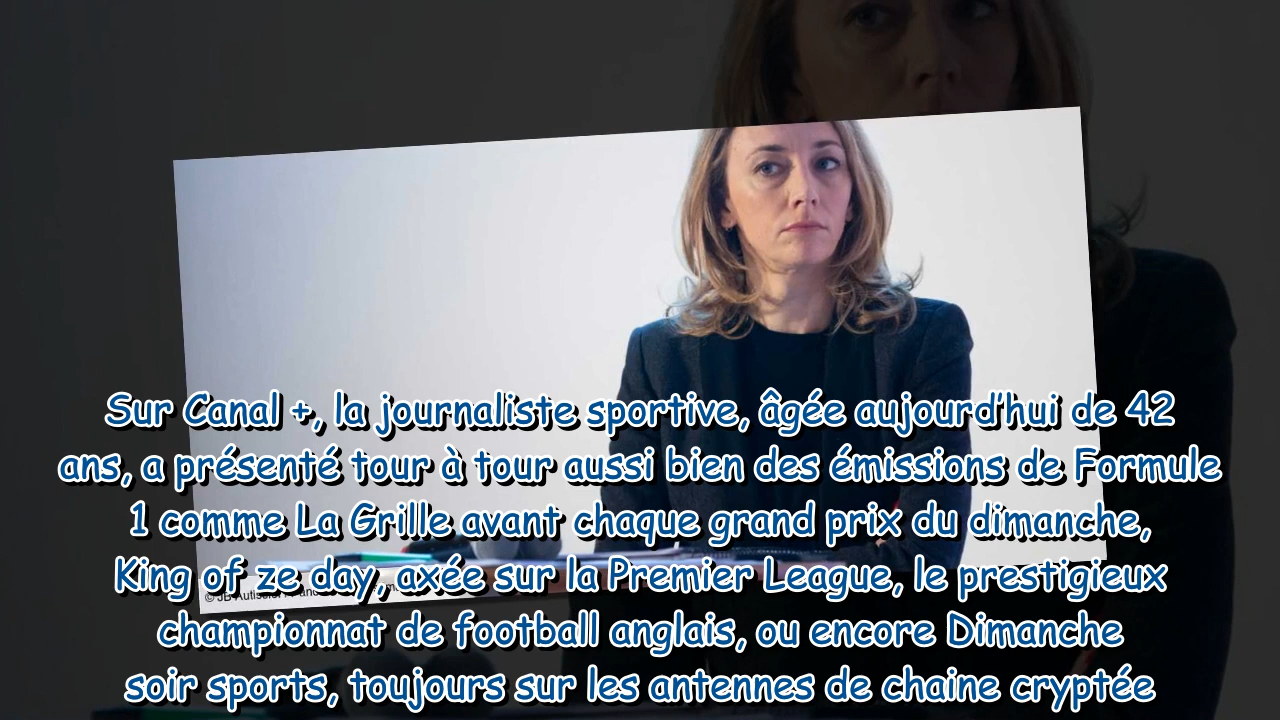 Sur Canal +, la journaliste sportive, âgée aujourd'hui de 42
ans, a présenté tour à tour aussi bien des émissions de Formule
1 comme La Grille avant chaque grand prix du dimanche,
King of ze day, axée sur la Premier League, le prestigieux
championnat de football anglais, ou encore Dimanche
soir sports, toujours sur les antennes de chaine cryptée
© JB Autissier